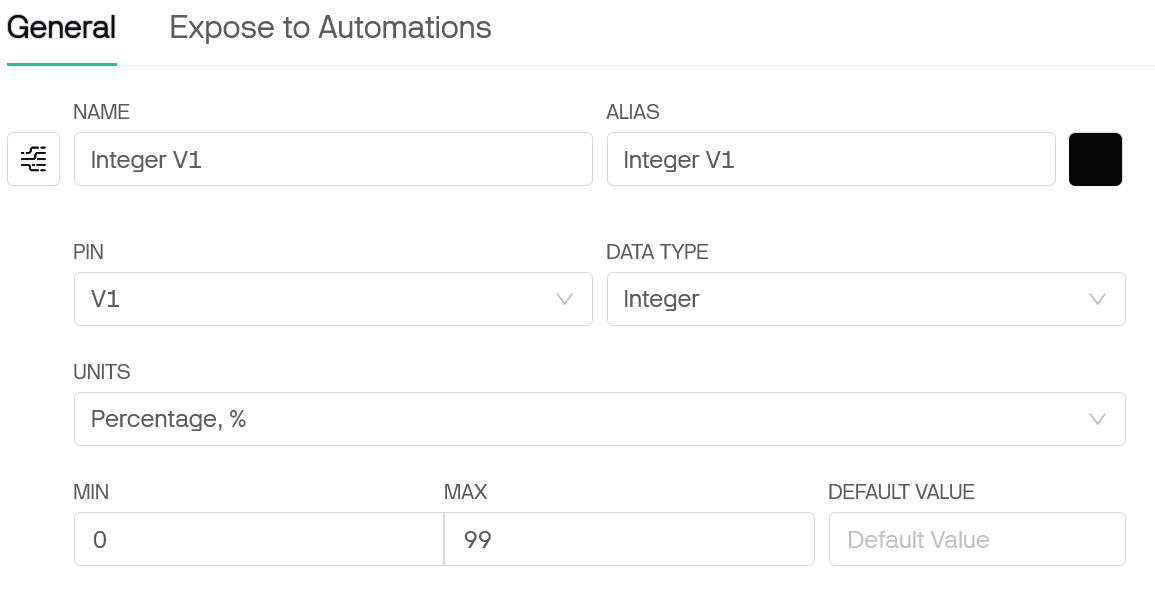 General Expose to Automations
NAME ALIAS
Integer V1 Integer V1
PIN DATA TYPE
V1 Integer
UNITS
Percentage, %
MIN MAX DEFAULT VALUE
0 99 Default Value